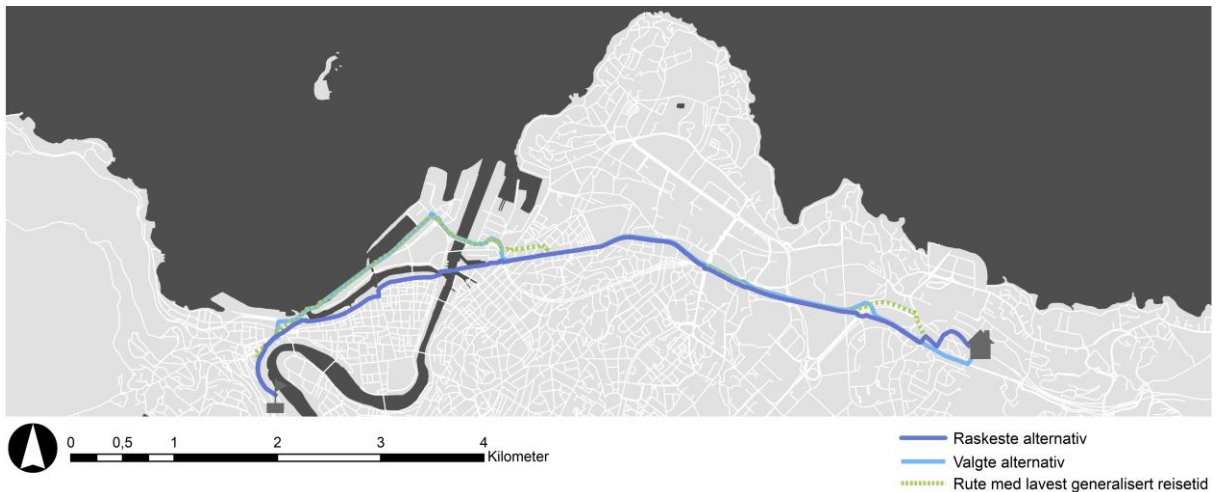 0 0,5 1 2 3 4
Kilometer
Raskeste alternativ
Valgte alternativ
Rute med lavest generalisert reisetid